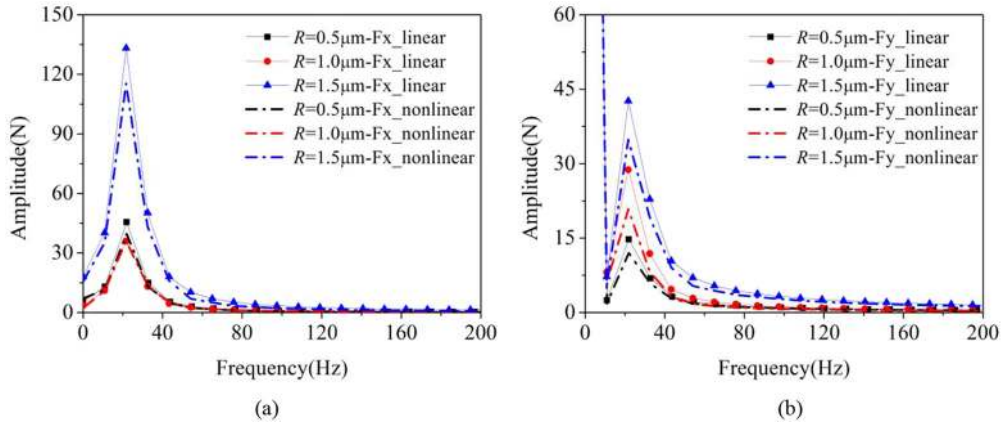 150
120
90
60
30
0
Amplitude(N)
R=0.5μm-Fx_linear
R=1.0μm-Fx_linear
R=1.5μm-Fx_linear
R=0.5μm-Fx_nonlinear
R=1.0μm-Fx_nonlinear
R=1.5μm-Fx_nonlinear
0 40 80 120 160 200
Frequency(Hz)
(a)
60
45
30
15
0
Amplitude(N)
R=0.5μm-Fy_linear
R=1.0μm-Fy_linear
R=1.5μm-Fy_linear
R=0.5μm-Fy_nonlinear
R=1.0μm-Fy_nonlinear
R=1.5μm-Fy_nonlinear
0 40 80 120 160 200
Frequency(Hz)
(b)